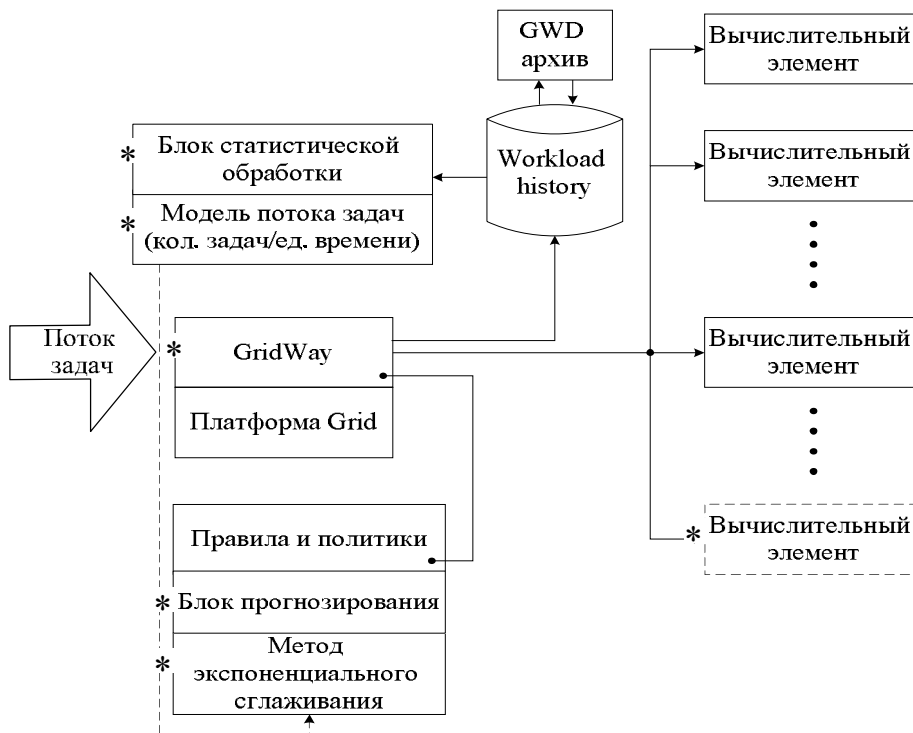 GWD
архив
Вычислительный
элемент
Блок статистической
обработки
Workload
history
Вычислительный
элемент
Модель потока задач
(кол. задач/ед. времени)
Поток
задач
GridWay
Вычислительный
элемент
Платформа Grid
Правила и политики
Вычислительный
элемент
Блок прогнозирования
Метод
экспоненциального
сглаживания